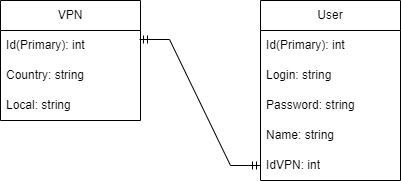 VPN
Id(Primary): int
Country: string
Local: string
User
Id(Primary): int
Login: string
Password: string
Name: string
IdVPN: int